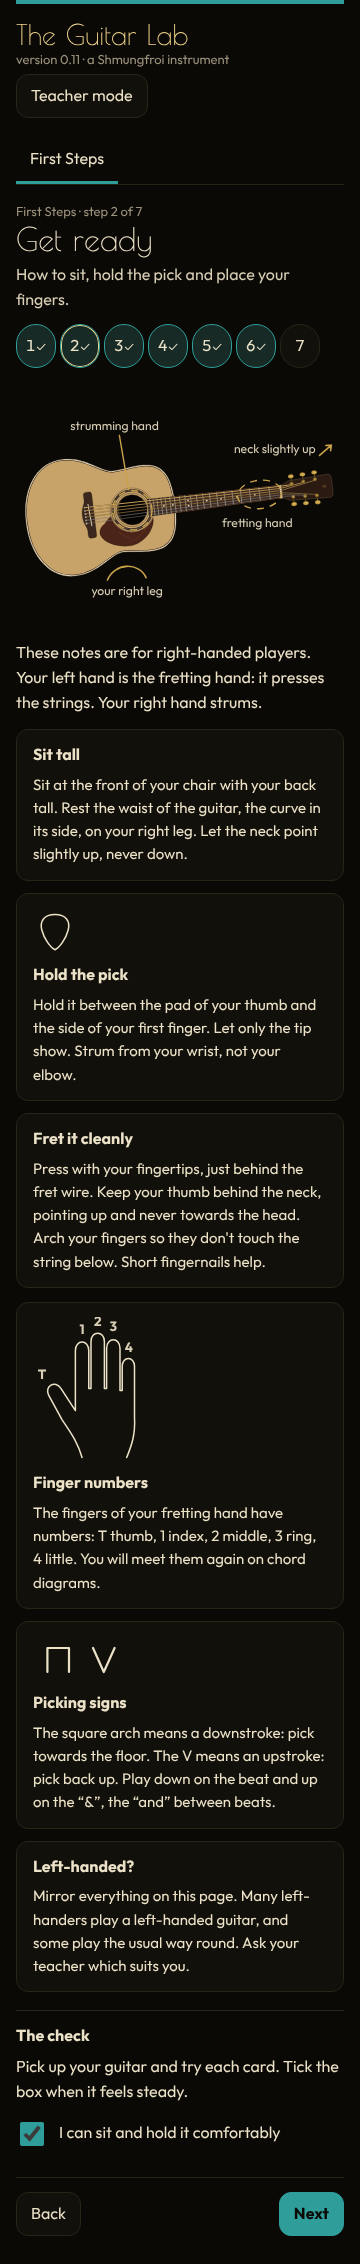 The Guitar Lab
version 0.11 · a Shmungfroi instrument
Teacher mode
First Steps
First Steps · step 2 of 7
Get ready
How to sit, hold the pick and place your
fingers.
1✓ 2✓ 3✓ 4✓ 5✓ 6✓ 7
strumming hand
neck slightly up
fretting hand
your right leg
These notes are for right-handed players.
Your left hand is the fretting hand: it presses
the strings. Your right hand strums.
Sit tall
Sit at the front of your chair with your back
tall. Rest the waist of the guitar, the curve in
its side, on your right leg. Let the neck point
slightly up, never down.
Hold the pick
Hold it between the pad of your thumb and
the side of your first finger. Let only the tip
show. Strum from your wrist, not your
elbow.
Fret it cleanly
Press with your fingertips, just behind the
fret wire. Keep your thumb behind the neck,
pointing up and never towards the head.
Arch your fingers so they don't touch the
string below. Short fingernails help.
T 1 2 3 4
Finger numbers
The fingers of your fretting hand have
numbers: T thumb, 1 index, 2 middle, 3 ring,
4 little. You will meet them again on chord
diagrams.
Picking signs
The square arch means a downstroke: pick
towards the floor. The V means an upstroke:
pick back up. Play down on the beat and up
on the “&”, the “and” between beats.
Left-handed?
Mirror everything on this page. Many left-
handers play a left-handed guitar, and
some play the usual way round. Ask your
teacher which suits you.
The check
Pick up your guitar and try each card. Tick the
box when it feels steady.
I can sit and hold it comfortably
Back
Next